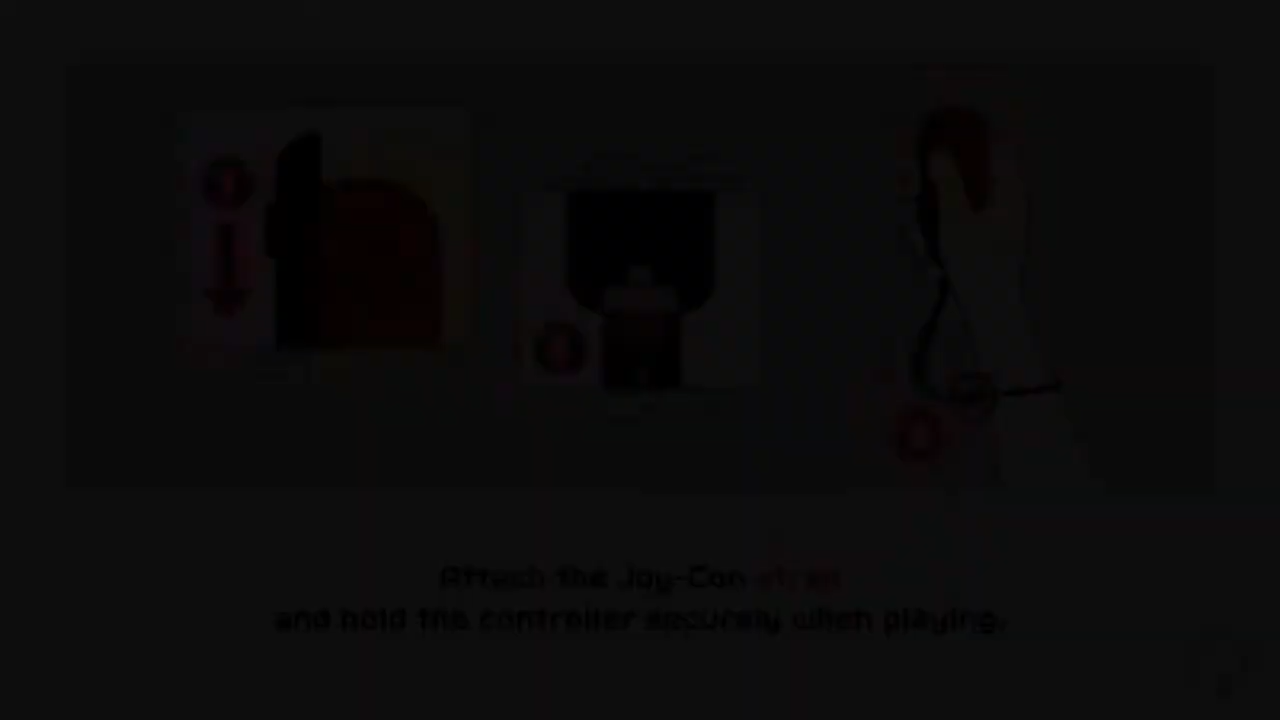 Attach the Joy-Con strap
and hold the controller securely when playing.